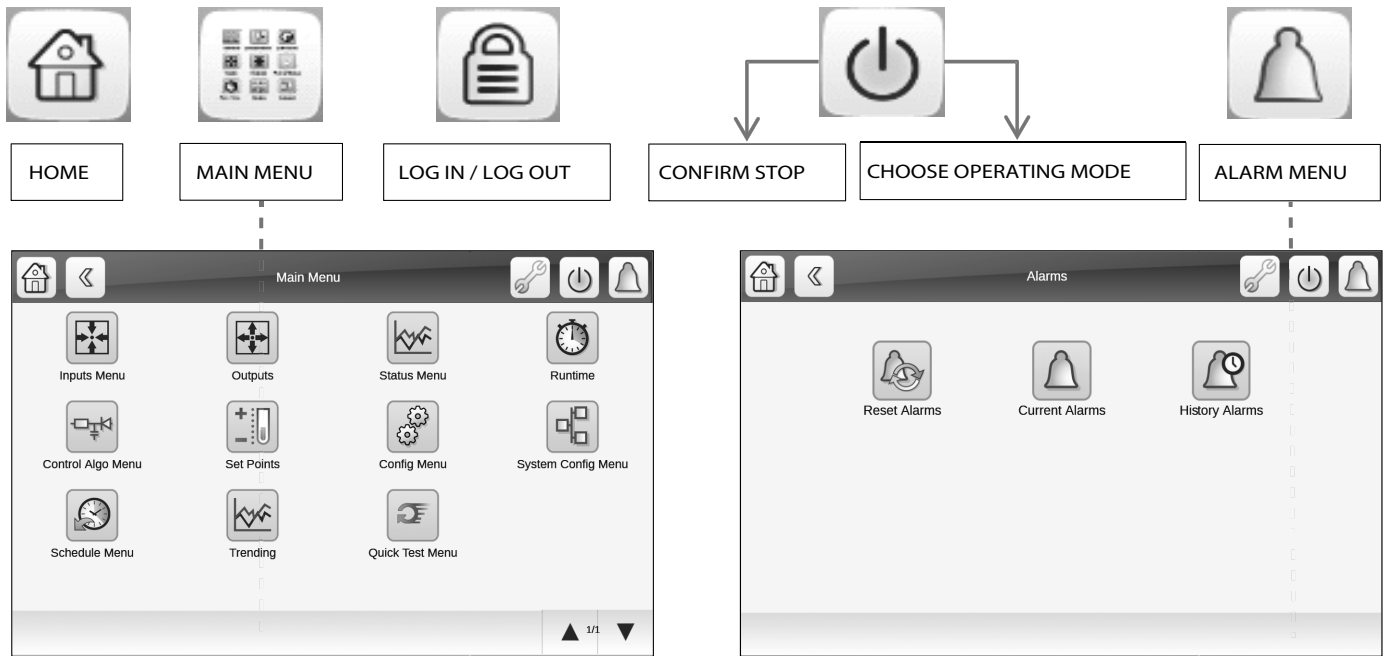 HOME
MAIN MENU
LOG IN / LOG OUT
CONFIRM STOP
CHOOSE OPERATING MODE
ALARM MENU
Main Menu
Inputs Menu
Outputs
Status Menu
Runtime
Control Algo Menu
Set Points
Config Menu
System Config Menu
Schedule Menu
Trending
Quick Test Menu
1/1
Alarms
Reset Alarms
Current Alarms
History Alarms